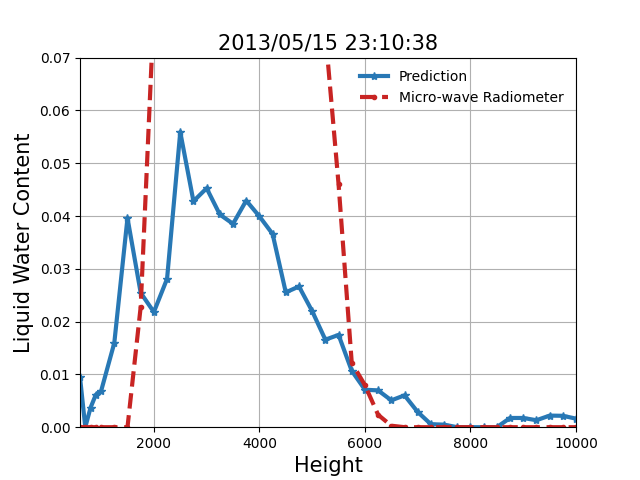 2013/05/15 23:10:38
Prediction
Micro-wave Radiometer
Liquid Water Content
0.07
0.06
0.05
0.04
0.03
0.02
0.01
0.00
2000 4000 6000 8000 10000
Height